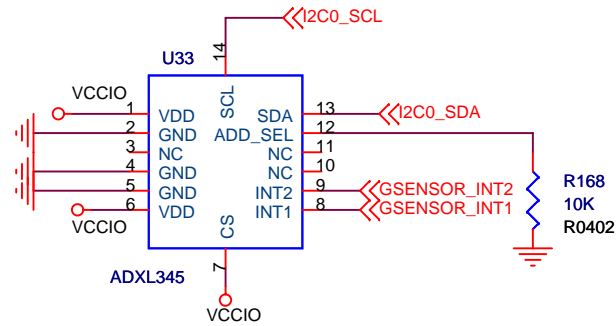 I2C0_SCL
U33
14
VCCIO
SCL
1
VDD
SDA
13
I2C0_SDA
2
GND
ADD_SEL
12
3
NC
NC
11
4
GND
NC
10
5
GND
INT2
9
GSENSOR_INT2
6
VDD
INT1
8
GSENSOR_INT1
VCCIO
CS
7
R168
10K
R0402
ADXL345
VCCIO